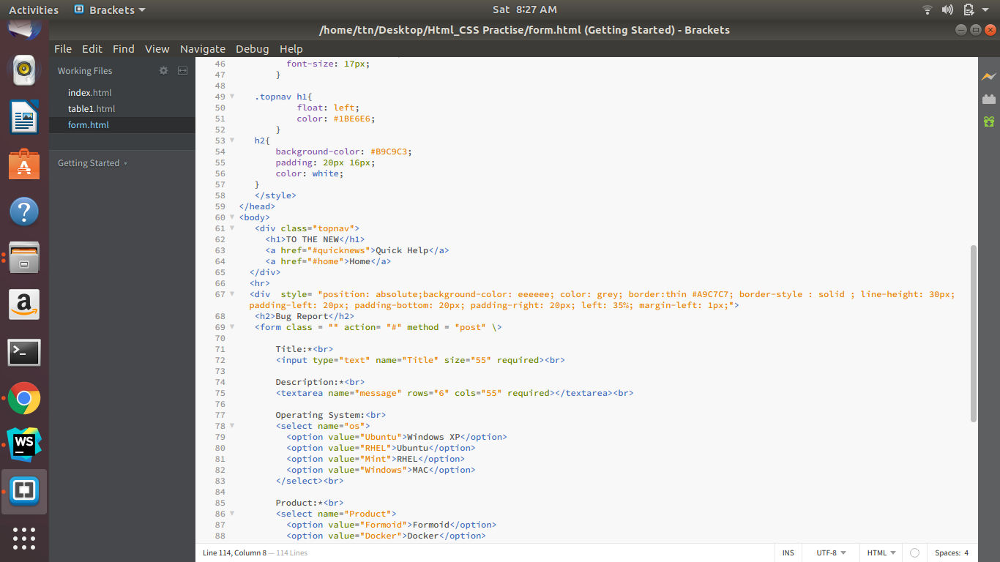 Activities
Brackets
Sat 8:27 AM
/home/ttn/Desktop/Html_CSS Practise/form.html (Getting Started) - Brackets
File Edit Find View Navigate Debug Help
Working Files
index.html
table1.html
form.html
Getting Started
46 font-size: 17px;
47 }
48
49 .topnav h1{
50 float: left;
51 color: #1BE6E6;
52 }
53 h2{
54 background-color: #B9C9C3;
55 padding: 20px 16px;
56 color: white;
57 }
58 </style>
59 </head>
60 <body>
61 <div class="topnav">
62 <h1>TO THE NEW</h1>
63 <a href="#quicknews">Quick Help</a>
64 <a href="#home">Home</a>
65 </div>
66 <hr>
67 <div  style= "position: absolute;background-color: eeeeee; color: grey; border:thin #A9C7C7; border-style : solid ; line-height: 30px;
padding-left: 20px; padding-bottom: 20px; padding-right: 20px; left: 35%; margin-left: 1px;">
68 <h2>Bug Report</h2>
69 <form class = "" action= "#" method = "post" \>
70
71 Title:*<br>
72 <input type="text" name="Title" size="55" required><br>
73
74 Description:*<br>
75 <textarea name="message" rows="6" cols="55" required></textarea><br>
76
77 Operating System:<br>
78 <select name="os">
79 <option value="Ubuntu">Windows XP</option>
80 <option value="RHEL">Ubuntu</option>
81 <option value="Mint">RHEL</option>
82 <option value="Windows">MAC</option>
83 </select><br>
84
85 Product:*<br>
86 <select name="Product">
87 <option value="Formoid">Formoid</option>
88 <option value="Docker">Docker</option>
Line 114, Column 8 — 114 Lines
INS
UTF-8
HTML
Spaces: 4
a
WS